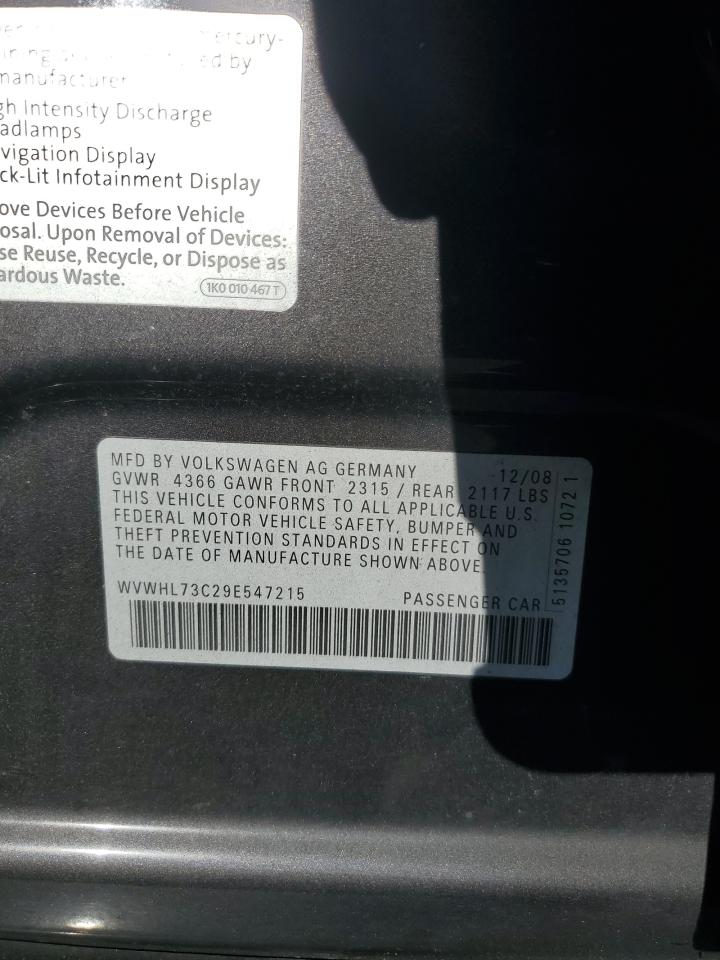 ercury-
ed by
manufacturer
gh Intensity Discharge
adlamps
vigation Display
ck-Lit Infotainment Display
ove Devices Before Vehicle
osal. Upon Removal of Devices:
se Reuse, Recycle, or Dispose as
ardous Waste.
1K0 010 467 T
MFD BY VOLKSWAGEN AG GERMANY 12/08
GVWR 4366 GAWR FRONT 2315 / REAR 2117 LBS
THIS VEHICLE CONFORMS TO ALL APPLICABLE U.S.
FEDERAL MOTOR VEHICLE SAFETY, BUMPER AND
THEFT PREVENTION STANDARDS IN EFFECT ON
THE DATE OF MANUFACTURE SHOWN ABOVE.
WVWHL73C29E547215
PASSENGER CAR
5135706 1072 1